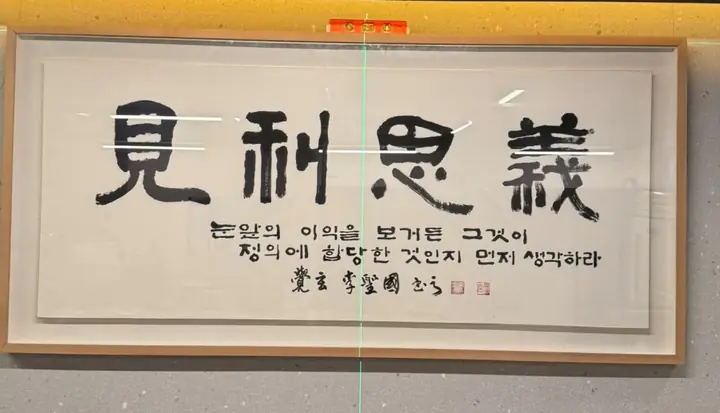 見利思義
눈앞의 이익을 보거든 그것이
정의에 합당한 것인지 먼저 생각하라
覺玄 李聖國